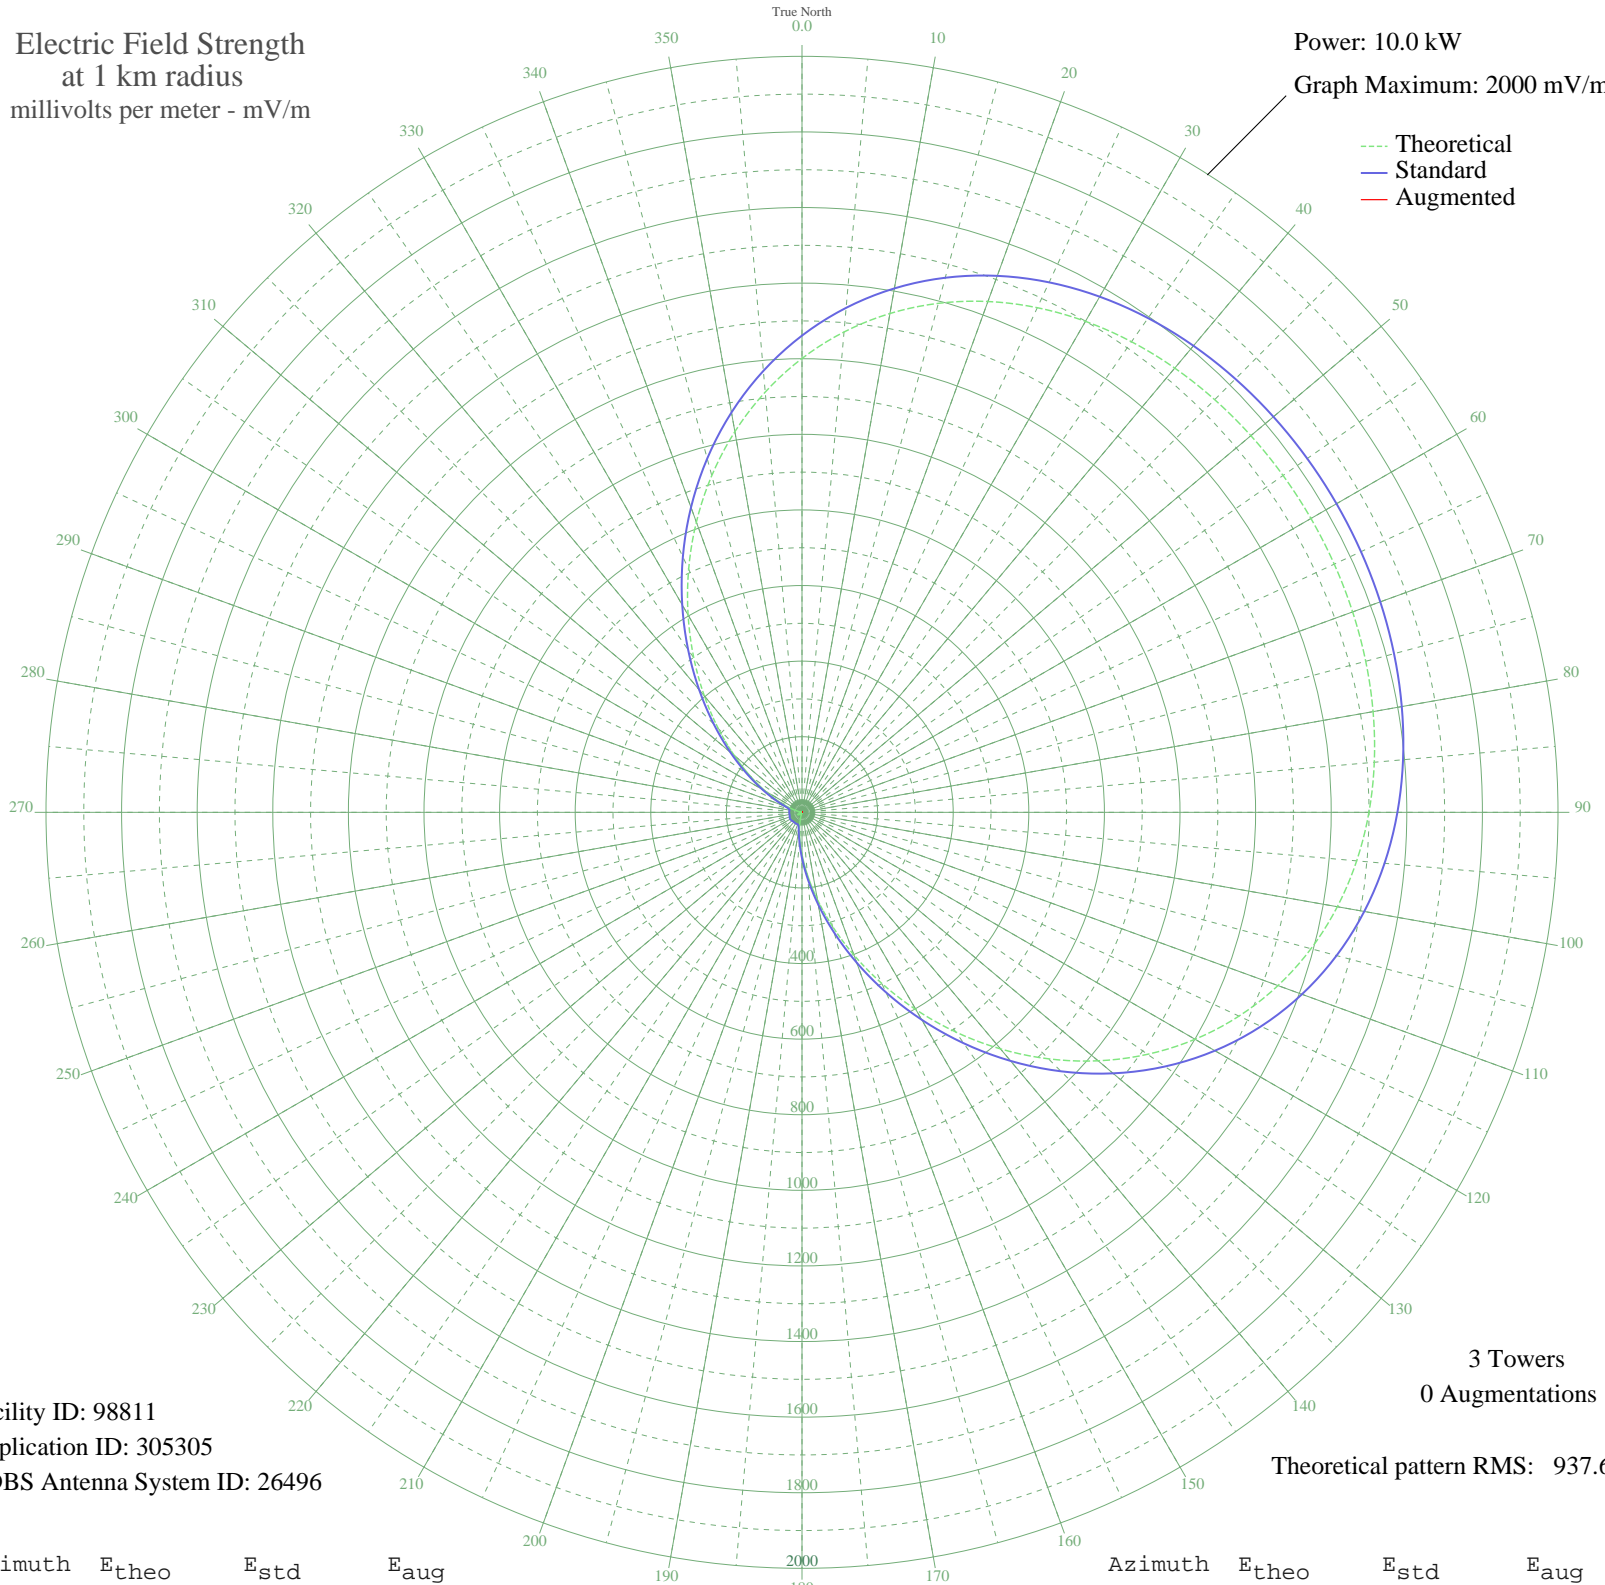 True North
0.0
Electric Field Strength
at 1 km radius
millivolts per meter - mV/m
Power: 10.0 kW
Graph Maximum: 2000 mV/m
Theoretical
Standard
Augmented
350
10
340
20
330
30
320
40
310
50
300
60
290
70
280
80
270
90
260
100
250
110
240
120
230
130
220
140
210
150
200
160
190
170
180
400
600
800
1000
1200
1400
1600
1800
2000
3 Towers
0 Augmentations
Theoretical pattern RMS: 937.6
cility ID: 98811
plication ID: 305305
DBS Antenna System ID: 26496
imuth Etheo Estd Eaug
Azimuth Etheo Estd Eaug